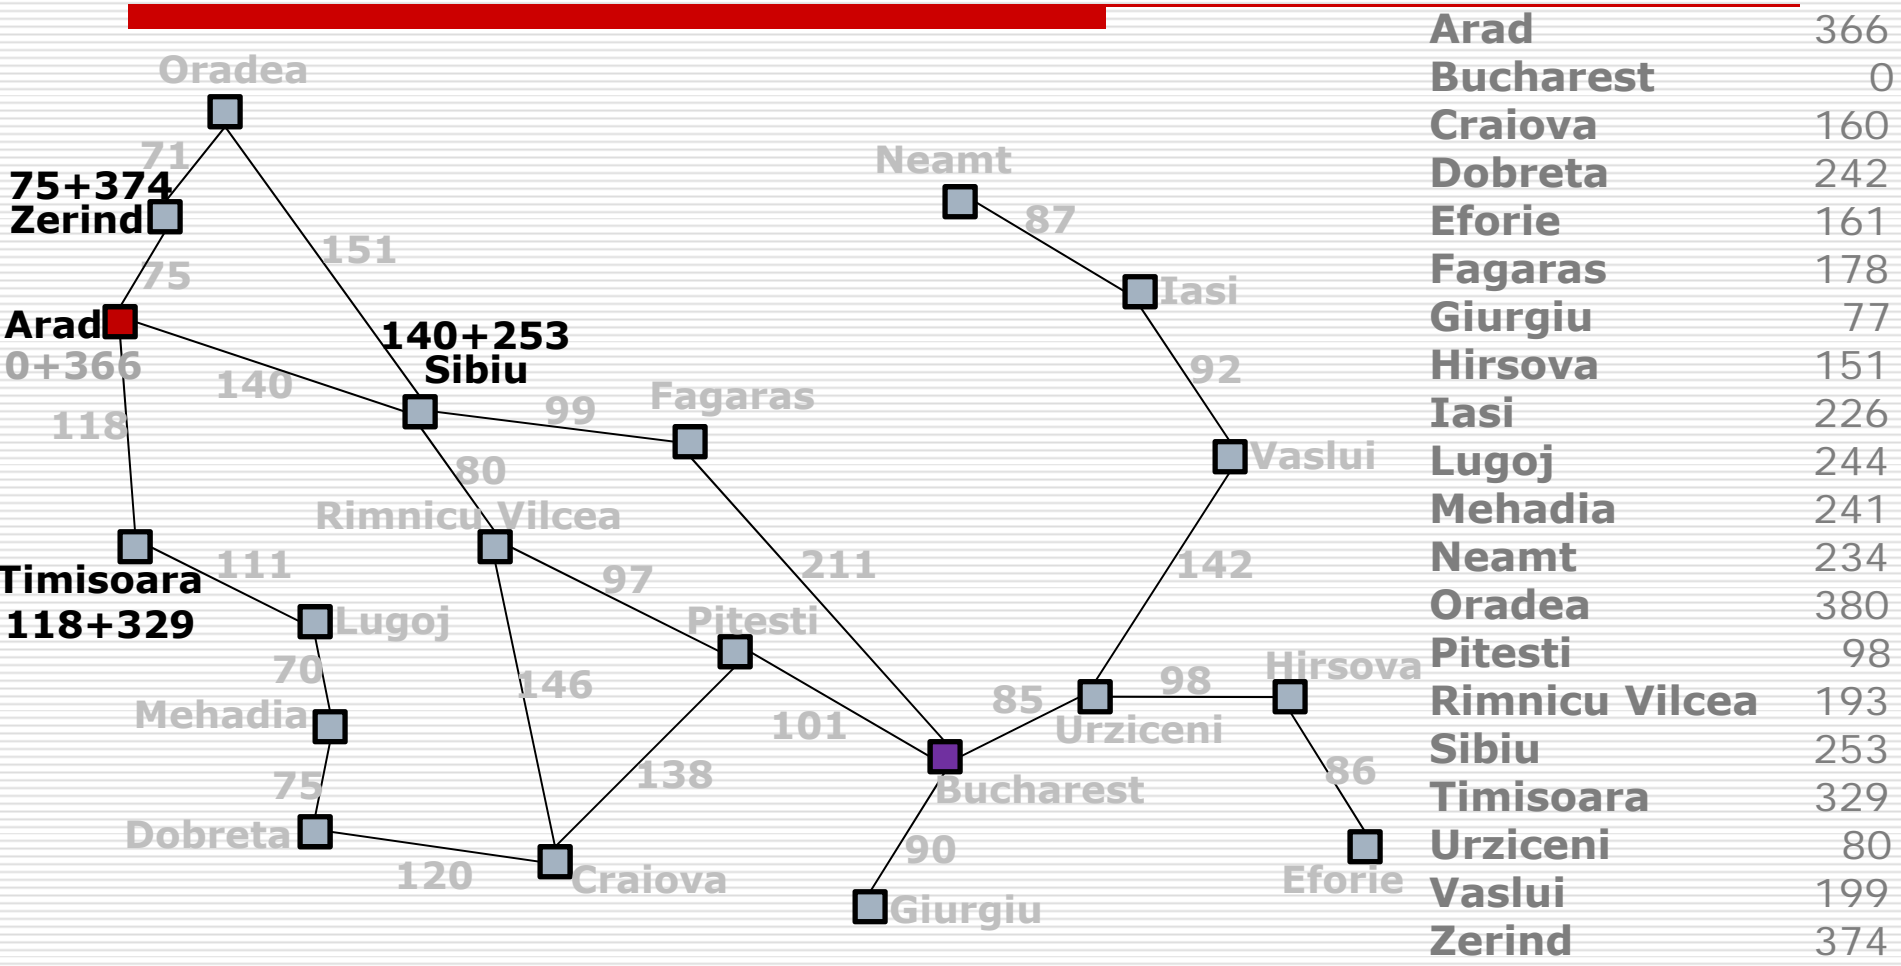 Arad 366
Bucharest 0
Craiova 160
Dobreta 242
Eforie 161
Fagaras 178
Giurgiu 77
Hirsova 151
Iasi 226
Lugoj 244
Mehadia 241
Neamt 234
Oradea 380
Pitesti 98
Rimnicu Vilcea 193
Sibiu 253
Timisoara 329
Urziceni 80
Vaslui 199
Zerind 374
Oradea
71
75+374
Zerind
151
75
Arad
0+366
140+253
Sibiu
140
118
99
Fagaras
80
Rimnicu Vilcea
Timisoara
118+329
111
Lugoj
97
211
Pitesti
70
Mehadia
146
75
Dobreta
120
138
101
Craiova
Neamt
87
Iasi
92
Vaslui
142
85
Urziceni
98
Hirsova
Bucharest
86
90
Eforie
Giurgiu